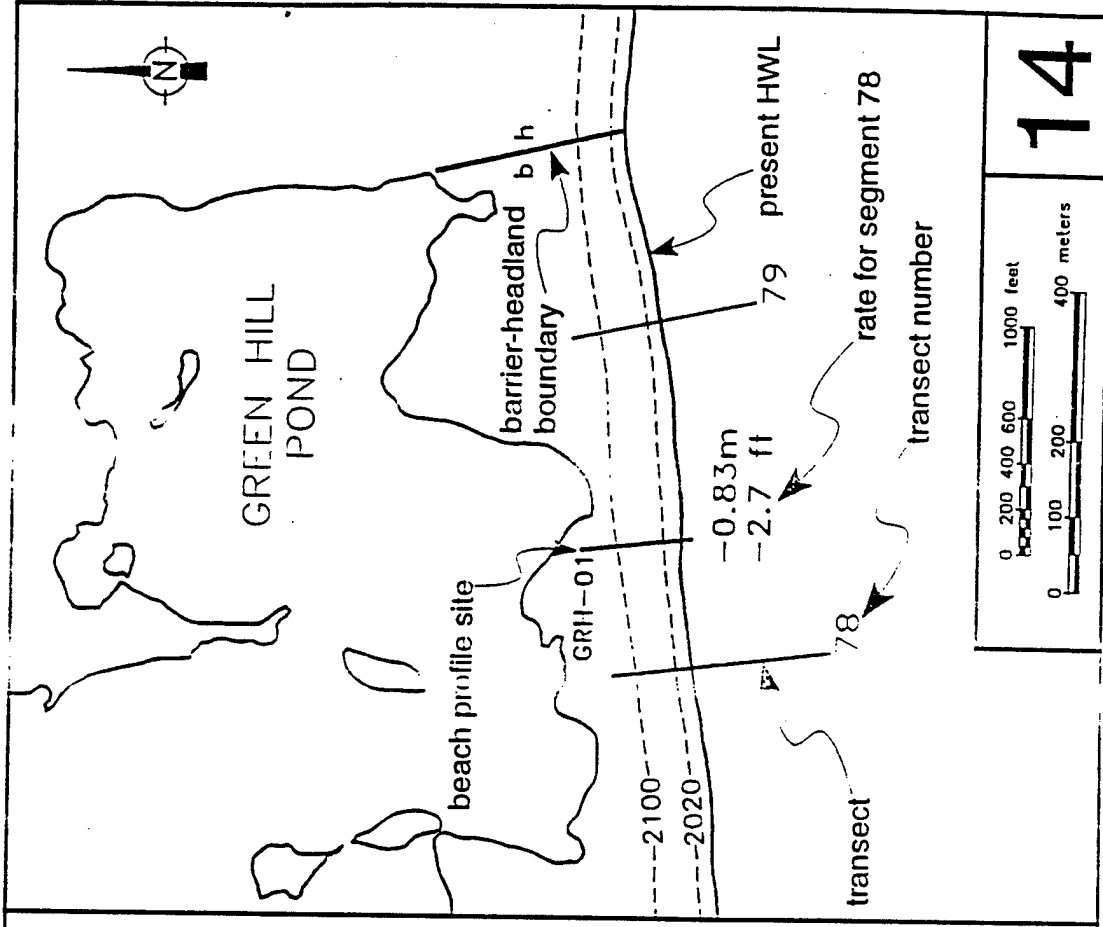 N
GREEN HILL
POND
b h
barrier-headland
boundary
beach profile site
GRH-01
2100
2020
-0.83m
-2.7 ft
78
79
present HWL
rate for segment 78
transect number
transect
0 200 400 600 1000 feet
0 100 200 400 meters
14